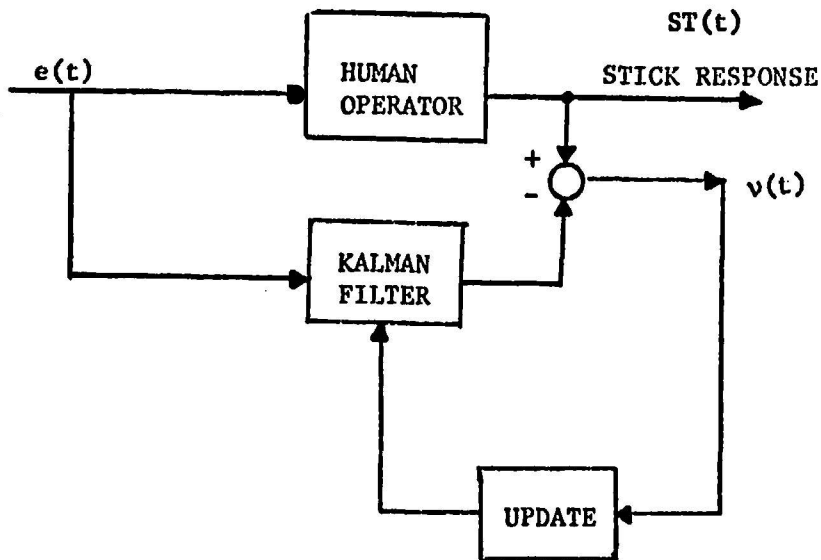 ST(t)
e(t)
HUMAN
OPERATOR
STICK RESPONSE
+
-
ν(t)
KALMAN
FILTER
UPDATE